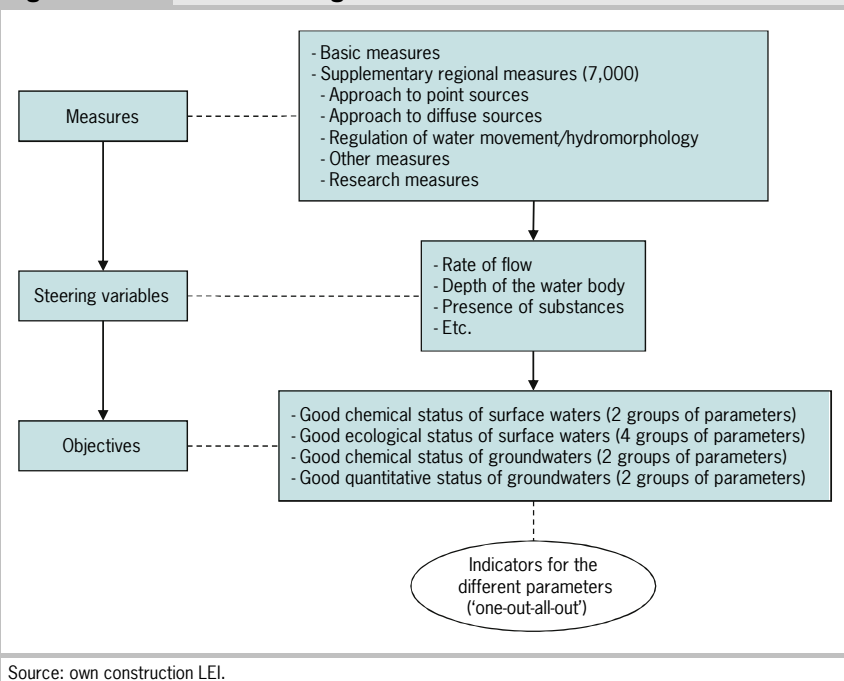 - Basic measures
- Supplementary regional measures (7,000)
- Approach to point sources
- Approach to diffuse sources
- Regulation of water movement/hydromorphology
- Other measures
- Research measures
Measures
- Rate of flow
- Depth of the water body
- Presence of substances
- Etc.
Steering variables
- Good chemical status of surface waters (2 groups of parameters)
- Good ecological status of surface waters (4 groups of parameters)
- Good chemical status of groundwaters (2 groups of parameters)
- Good quantitative status of groundwaters (2 groups of parameters)
Objectives
Indicators for the
different parameters
(‘one-out-all-out’)
Source: own construction LEI.